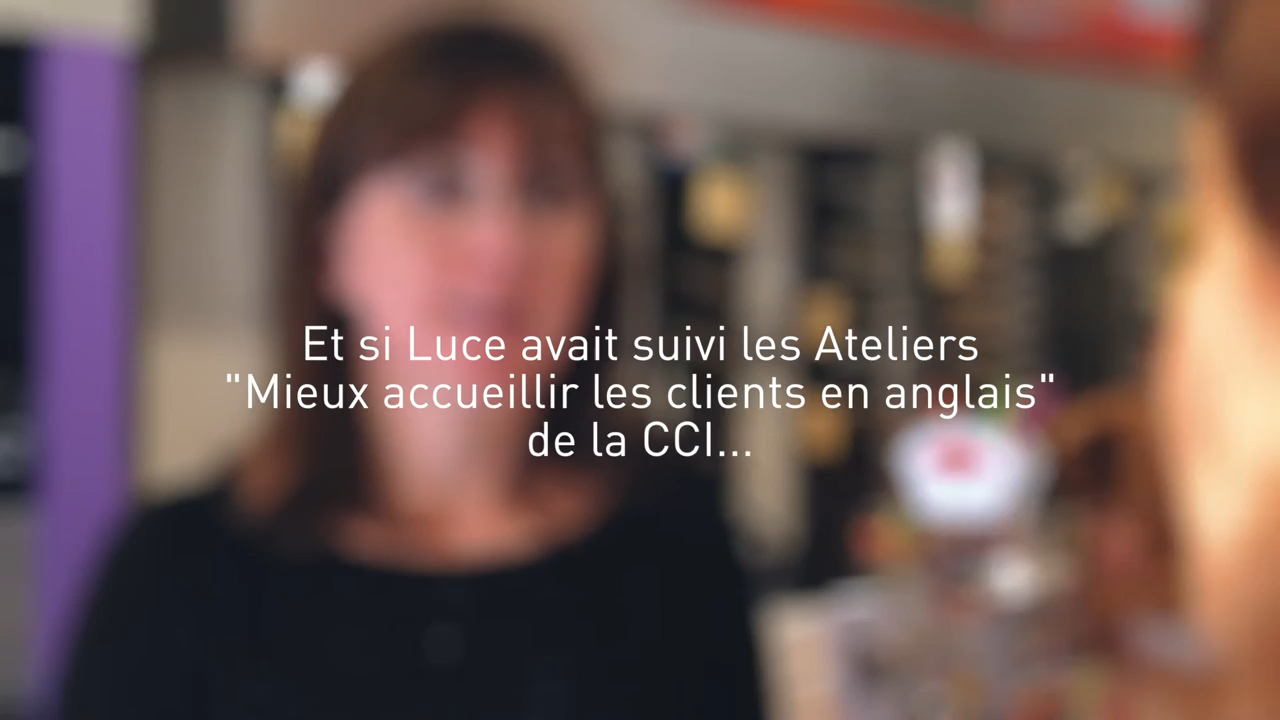 Et si Luce avait suivi les Ateliers
"Mieux accueillir les clients en anglais"
de la CCI...